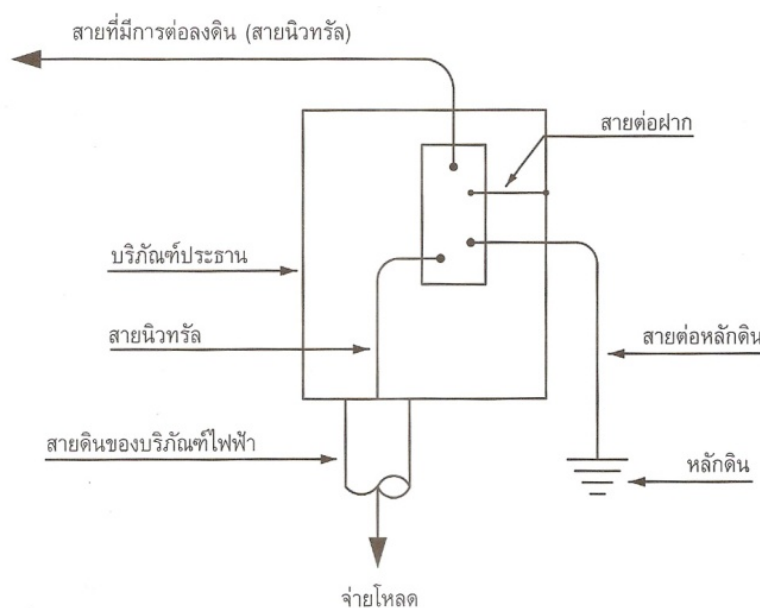 สายที่มีการต่อลงดิน (สายนิวทรัล)
สายต่อฝาก
บริภัณฑ์ประธาน
สายนิวทรัล
สายต่อหลักดิน
สายดินของบริภัณฑ์ไฟฟ้า
หลักดิน
จ่ายโหลด